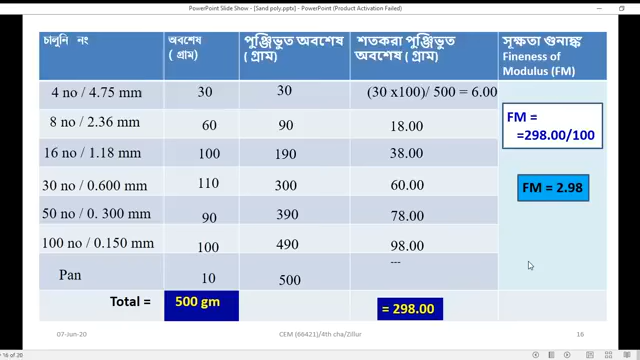 PowerPoint Slide Show - [Sand poly.pptx] - PowerPoint (Product Activation Failed)
চালুনি নং অবশেষ ( গ্রাম) পুঞ্জিভুত অবশেষ (গ্রাম) শতকরা পুঞ্জিভুত অবশেষ (গ্রাম) সূক্ষতা গুনাঙ্ক Fineness of Modulus (FM)
4 no / 4.75 mm 30 30 (30 x100)/ 500 = 6.00
8 no / 2.36 mm 60 90 18.00
16 no / 1.18 mm 100 190 38.00
30 no / 0.600 mm 110 300 60.00
50 no / 0. 300 mm 90 390 78.00
100 no / 0.150 mm 100 490 98.00
Pan 10 500 ---
FM =
=298.00/100
FM = 2.98
Total = 500 gm = 298.00
07-Jun-20 CEM (66421)/4th cha/Zillur 16
16 of 20